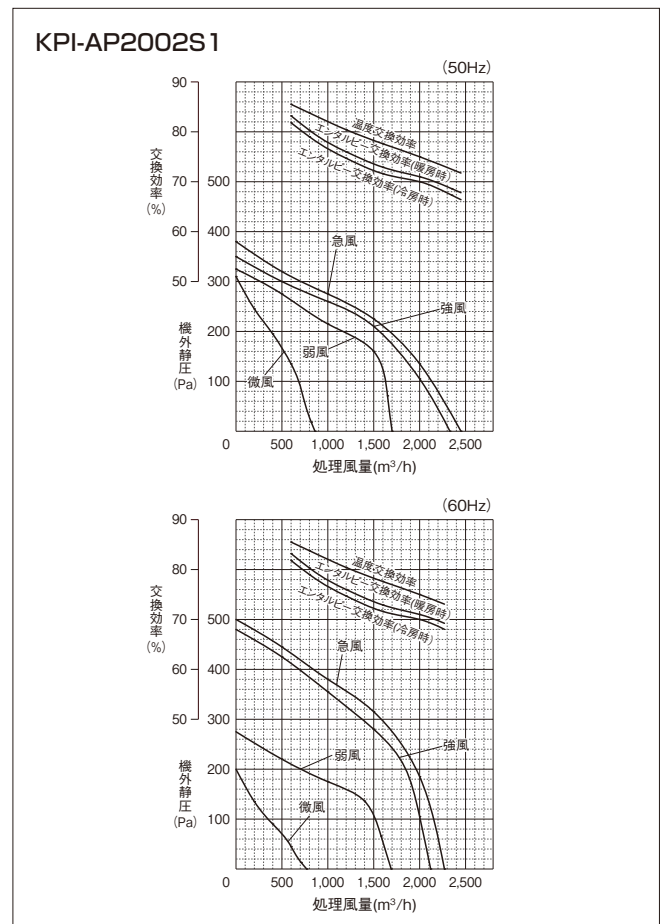 KPI-AP2002S1
(50Hz)
90
80
70
60
50
交換効率
(%)
500
400
300
200
100
機外静圧
(Pa)
温度交換効率
エンタルピー交換効率(暖房時)
エンタルピー交換効率(冷房時)
急風
強風
弱風
微風
0 500 1,000 1,500 2,000 2,500
処理風量(m³/h)
(60Hz)
90
80
70
60
50
交換効率
(%)
500
400
300
200
100
機外静圧
(Pa)
温度交換効率
エンタルピー交換効率(暖房時)
エンタルピー交換効率(冷房時)
急風
強風
弱風
微風
0 500 1,000 1,500 2,000 2,500
処理風量(m³/h)